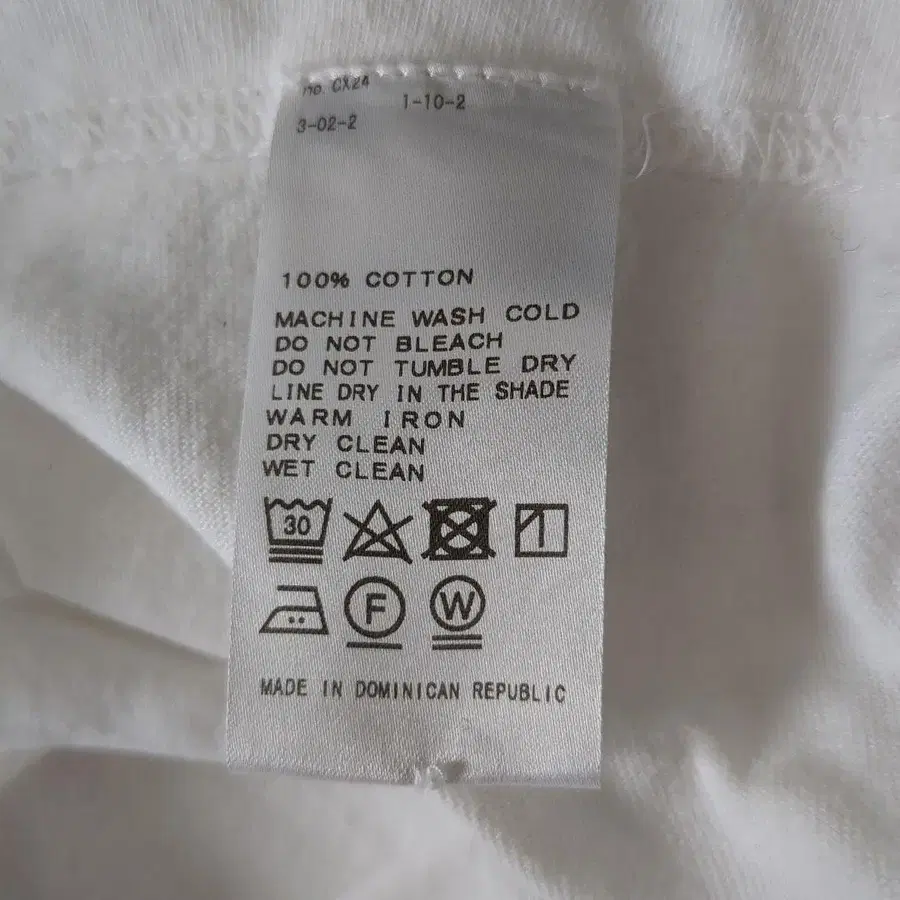 no. CX24
1-10-2
3-02-2
100% COTTON
MACHINE WASH COLD
DO NOT BLEACH
DO NOT TUMBLE DRY
LINE DRY IN THE SHADE
WARM IRON
DRY CLEAN
WET CLEAN
30
F W
MADE IN DOMINICAN REPUBLIC